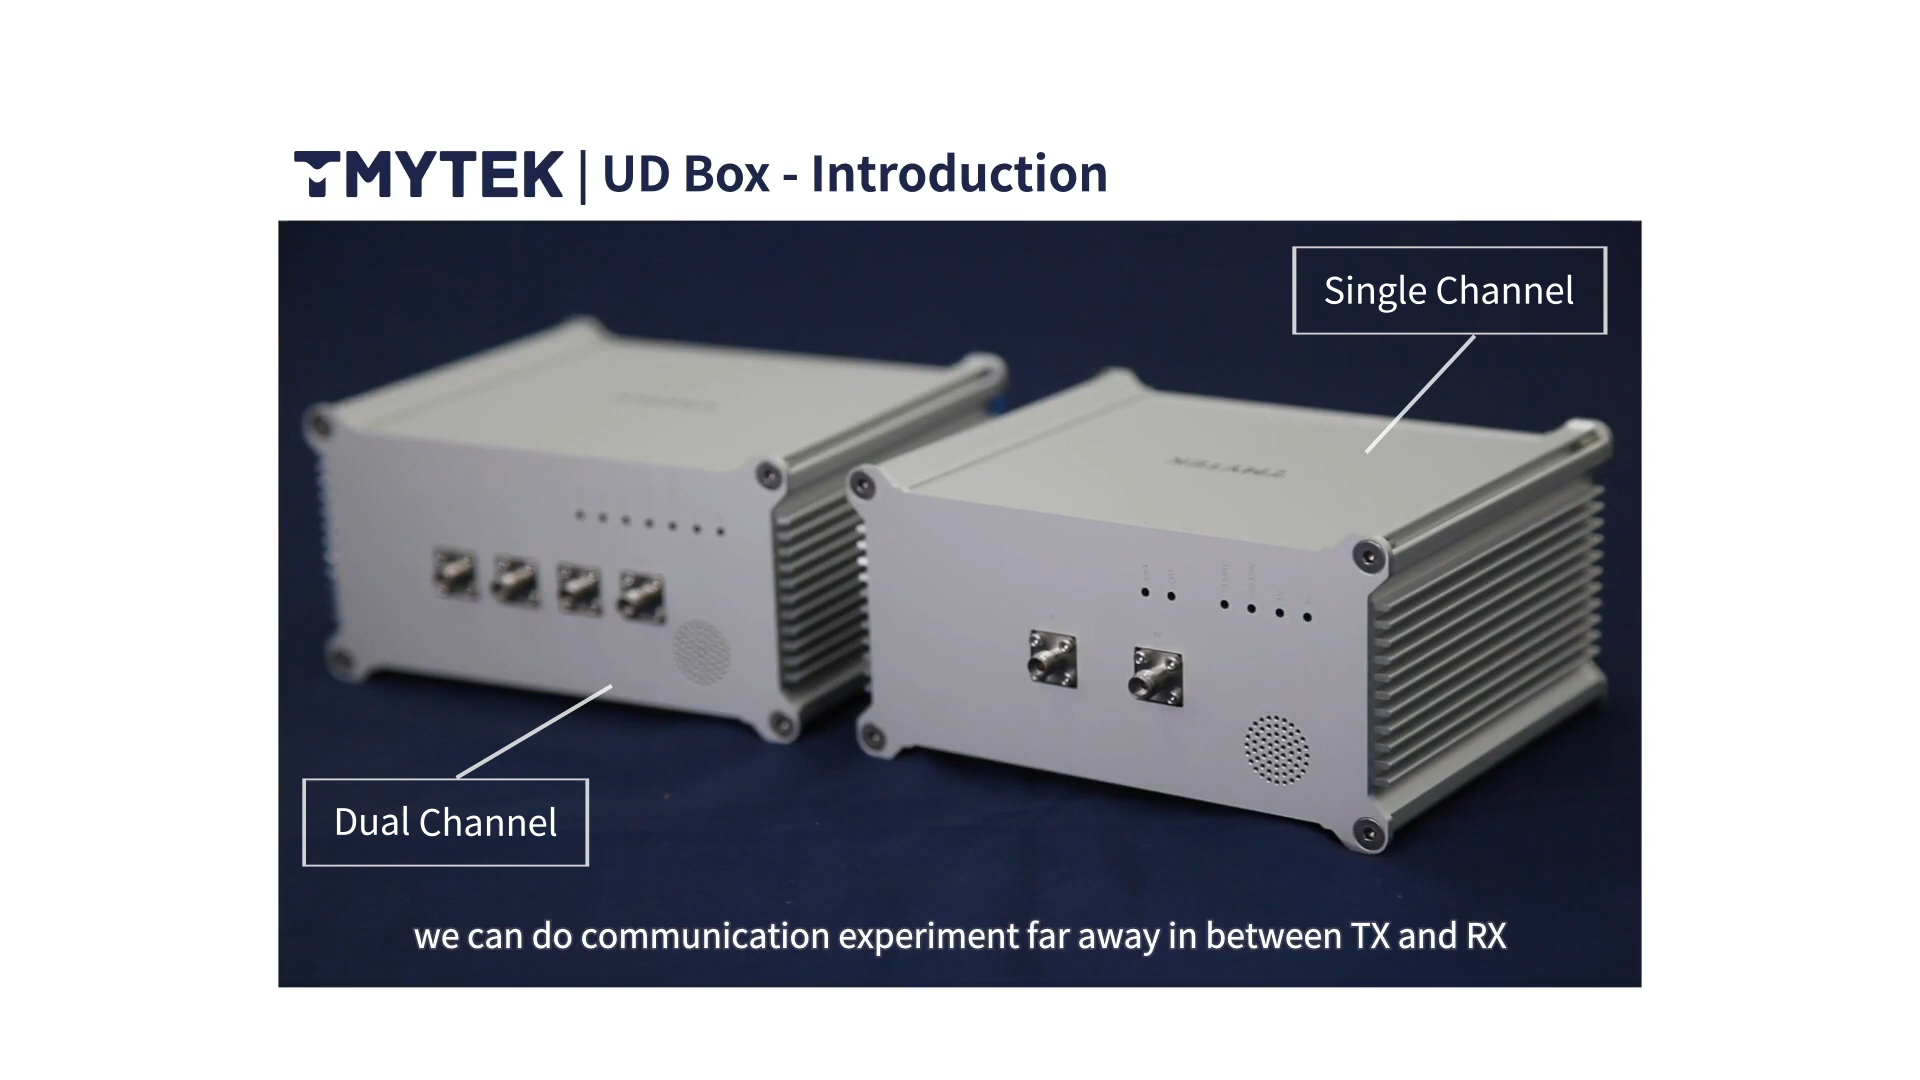 TMYTEK | UD Box - Introduction
Single Channel
TMYTEK
Dual Channel
we can do communication experiment far away in between TX and RX